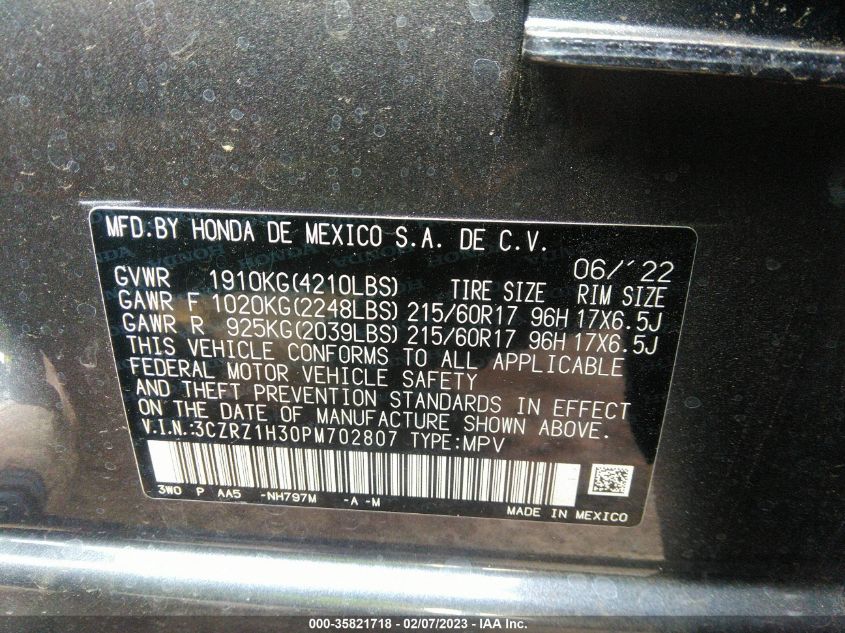 MFD.BY HONDA DE MEXICO S.A. DE C.V.
06/'22
GVWR 1910KG(4210LBS) TIRE SIZE RIM SIZE
GAWR F 1020KG(2248LBS) 215/60R17 96H 17X6.5J
GAWR R 925KG(2039LBS) 215/60R17 96H 17X6.5J
THIS VEHICLE CONFORMS TO ALL APPLICABLE
FEDERAL MOTOR VEHICLE SAFETY
AND THEFT PREVENTION STANDARDS IN EFFECT
ON THE DATE OF MANUFACTURE SHOWN ABOVE.
V.I.N.:3CZRZ1H30PM702807 TYPE:MPV
3W0 P AA5 -NH797M -A -M
MADE IN MEXICO
000-35821718 - 02/07/2023 - IAA Inc.